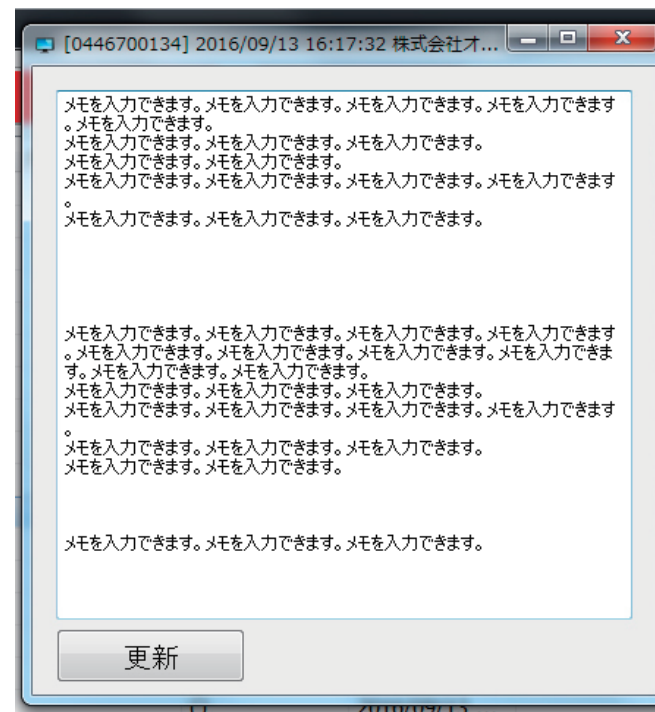 [0446700134] 2016/09/13 16:17:32 株式会社オ...
メモを入力できます。メモを入力できます。メモを入力できます。メモを入力できます
。メモを入力できます。
メモを入力できます。メモを入力できます。メモを入力できます。
メモを入力できます。メモを入力できます。
メモを入力できます。メモを入力できます。メモを入力できます。メモを入力できます
。
メモを入力できます。メモを入力できます。メモを入力できます。
メモを入力できます。メモを入力できます。メモを入力できます。メモを入力できます
。メモを入力できます。メモを入力できます。メモを入力できます。メモを入力できま
す。メモを入力できます。メモを入力できます。
メモを入力できます。メモを入力できます。メモを入力できます。
メモを入力できます。メモを入力できます。メモを入力できます。メモを入力できます
。
メモを入力できます。メモを入力できます。メモを入力できます。
メモを入力できます。メモを入力できます。
メモを入力できます。メモを入力できます。メモを入力できます。
更新
2016/09/13